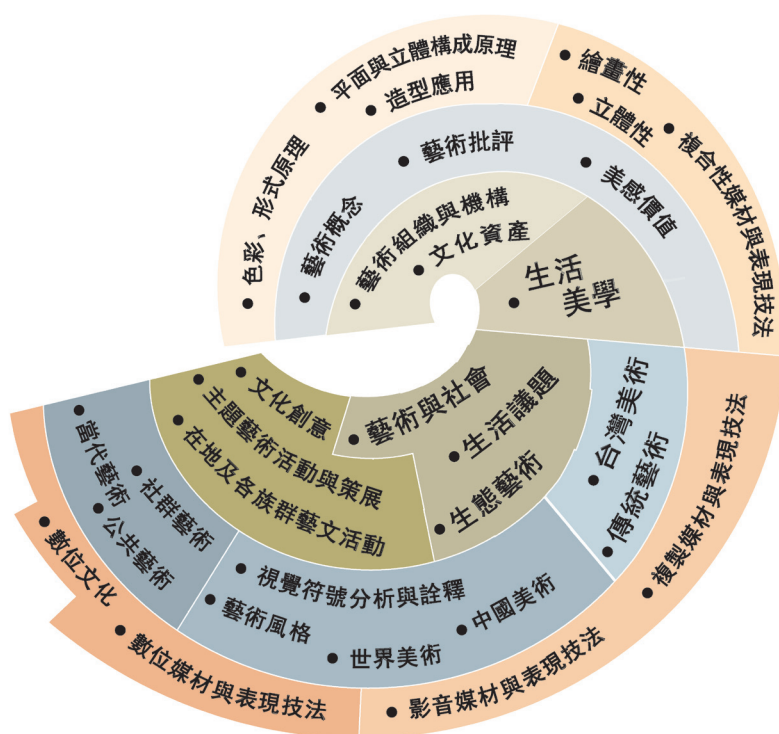 ● 色彩、形式原理
● 平面與立體構成原理
● 造型應用
● 繪畫性
● 立體性
● 複合性媒材與表現技法
● 藝術概念
● 藝術批評
● 美感價值
● 藝術組織與機構
● 文化資產
● 生活
美學
● 藝術與社會
● 生活議題
● 生態藝術
● 文化創意
● 主題藝術活動與策展
● 在地及各族群藝文活動
● 台灣美術
● 傳統藝術
● 當代藝術
● 社群藝術
● 公共藝術
● 視覺符號分析與詮釋
● 藝術風格
● 世界美術
● 中國美術
● 複製媒材與表現技法
● 影音媒材與表現技法
● 數位媒材與表現技法
● 數位文化